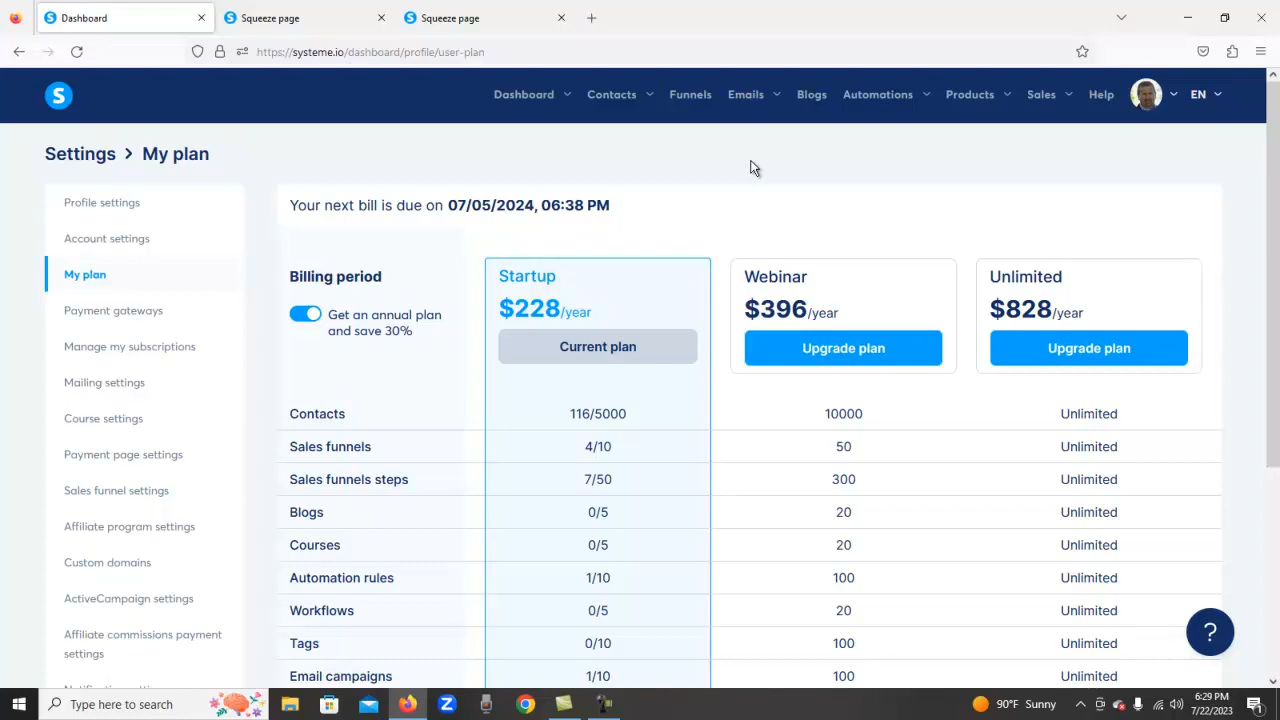 Dashboard
Squeeze page
Squeeze page
https://systeme.io/dashboard/profile/user-plan
S
Dashboard
Contacts
Funnels
Emails
Blogs
Automations
Products
Sales
Help
EN
Settings > My plan
Profile settings
Account settings
My plan
Payment gateways
Manage my subscriptions
Mailing settings
Course settings
Payment page settings
Sales funnel settings
Affiliate program settings
Custom domains
ActiveCampaign settings
Affiliate commissions payment
settings
Your next bill is due on 07/05/2024, 06:38 PM
Billing period
Get an annual plan
and save 30%
Startup
$228/year
Current plan
Webinar
$396/year
Upgrade plan
Unlimited
$828/year
Upgrade plan
Contacts 116/5000 10000 Unlimited
Sales funnels 4/10 50 Unlimited
Sales funnels steps 7/50 300 Unlimited
Blogs 0/5 20 Unlimited
Courses 0/5 20 Unlimited
Automation rules 1/10 100 Unlimited
Workflows 0/5 20 Unlimited
Tags 0/10 100 Unlimited
Email campaigns 1/10 100 Unlimited
?
Type here to search
90°F Sunny
6:29 PM
7/22/2023